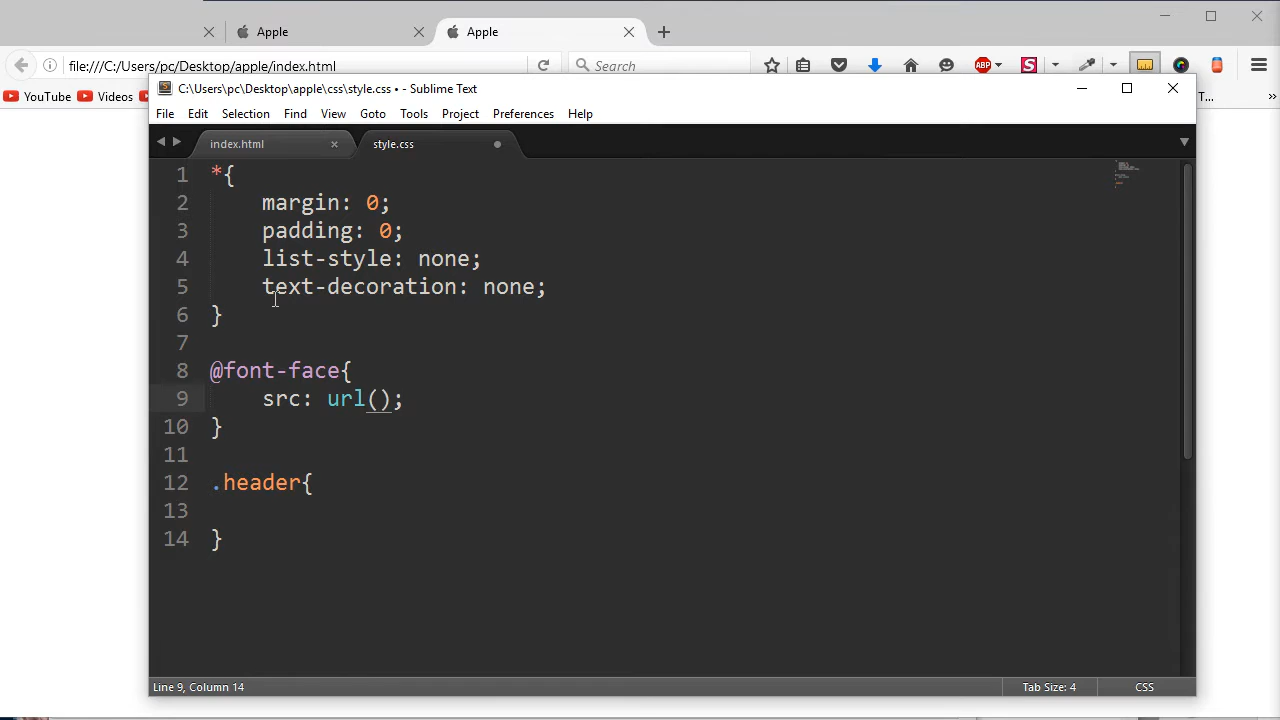 Apple
Apple
file:///C:/Users/pc/Desktop/apple/index.html
Search
ABP
S
YouTube
Videos
T...
C:\Users\pc\Desktop\apple\css\style.css • - Sublime Text
File Edit Selection Find View Goto Tools Project Preferences Help
index.html
style.css
1 *{
2 margin: 0;
3 padding: 0;
4 list-style: none;
5 text-decoration: none;
6 }
7
8 @font-face{
9 src: url();
10 }
11
12 .header{
13
14 }
Line 9, Column 14
Tab Size: 4
CSS